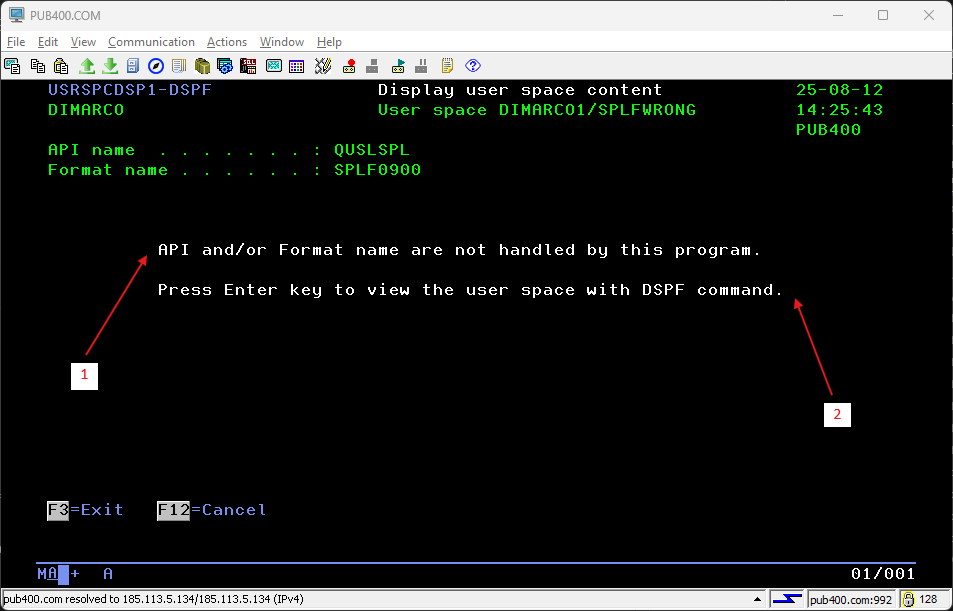 PUB400.COM
File Edit View Communication Actions Window Help
USRSPCDSP1-DSPF Display user space content 25-08-12
DIMARCO User space DIMARCO1/SPLFWRONG 14:25:43
PUB400
API name . . . . . . . : QUSLSPL
Format name . . . . . . : SPLF0900
API and/or Format name are not handled by this program.
Press Enter key to view the user space with DSPF command.
1
2
F3=Exit F12=Cancel
MA + A 01/001
pub400.com resolved to 185.113.5.134/185.113.5.134 (IPv4) pub400.com:992 128